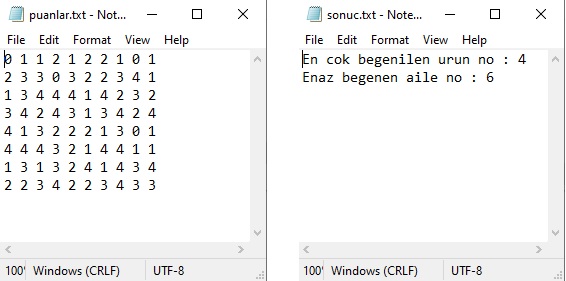 puanlar.txt - Note...
File Edit Format View Help
0 1 1 2 1 2 2 1 0 1
2 3 3 0 3 2 2 3 4 1
1 3 4 4 4 1 4 2 3 2
3 4 2 4 3 1 3 4 2 4
4 1 3 2 2 2 1 3 0 1
4 4 4 3 2 1 4 4 1 1
1 3 1 3 2 4 1 4 3 4
2 2 3 4 2 2 3 4 3 3
100% Windows (CRLF) UTF-8
sonuc.txt - Note...
File Edit Format View Help
En cok begenilen urun no : 4
Enaz begenen aile no : 6
100% Windows (CRLF) UTF-8